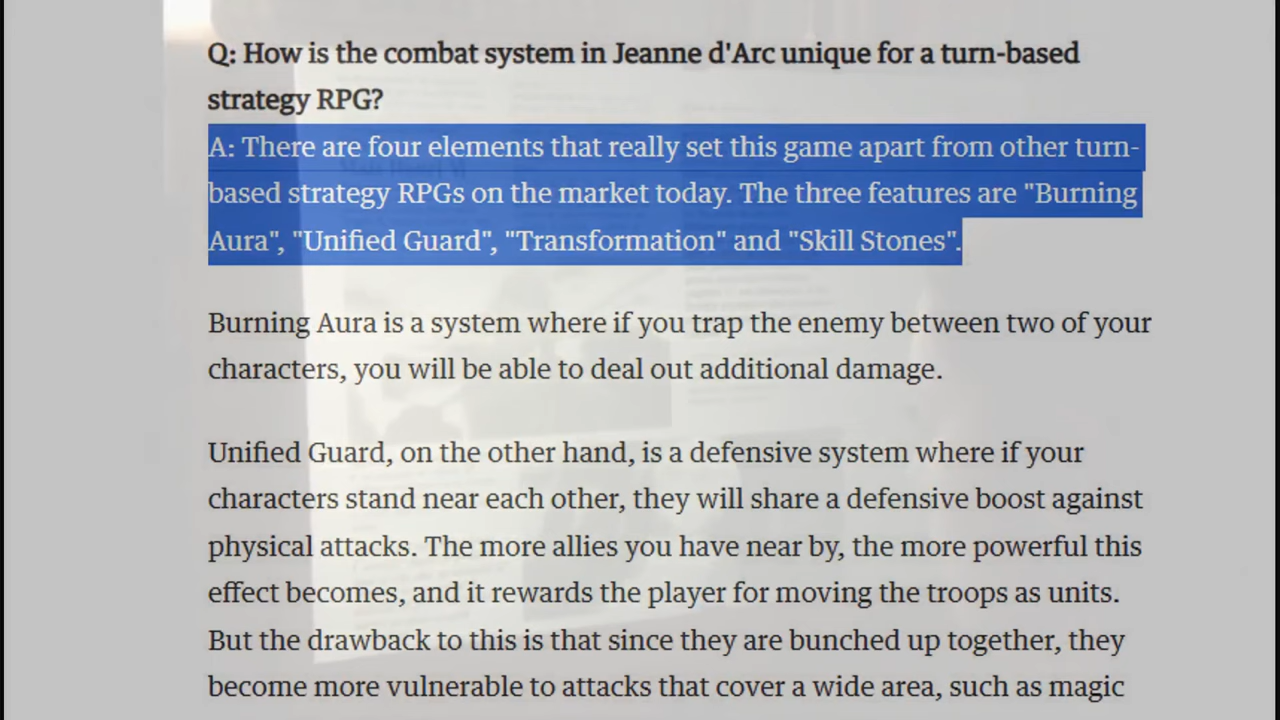 Q: How is the combat system in Jeanne d'Arc unique for a turn-based
strategy RPG?
A: There are four elements that really set this game apart from other turn-
based strategy RPGs on the market today. The three features are "Burning
Aura", "Unified Guard", "Transformation" and "Skill Stones".
Burning Aura is a system where if you trap the enemy between two of your
characters, you will be able to deal out additional damage.
Unified Guard, on the other hand, is a defensive system where if your
characters stand near each other, they will share a defensive boost against
physical attacks. The more allies you have near by, the more powerful this
effect becomes, and it rewards the player for moving the troops as units.
But the drawback to this is that since they are bunched up together, they
become more vulnerable to attacks that cover a wide area, such as magic